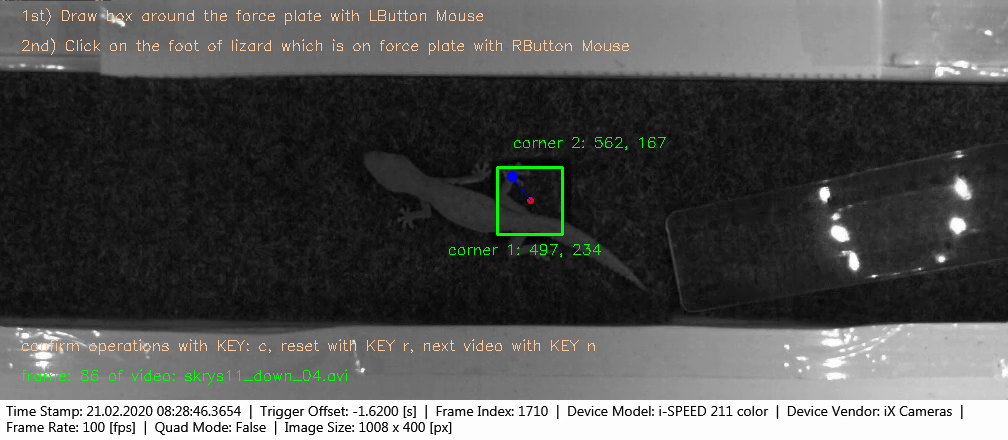 1st) Draw box around the force plate with LButton Mouse
2nd) Click on the foot of lizard which is on force plate with RButton Mouse
corner 2: 562, 167
corner 1: 497, 234
confirm operations with KEY: c, reset with KEY r, next video with KEY n
frame: 86 of video: skrys11_down_04.avi
Time Stamp: 21.02.2020 08:28:46.3654 | Trigger Offset: -1.6200 [s] | Frame Index: 1710 | Device Model: i-SPEED 211 color | Device Vendor: iX Cameras |
Frame Rate: 100 [fps] | Quad Mode: False | Image Size: 1008 x 400 [px]